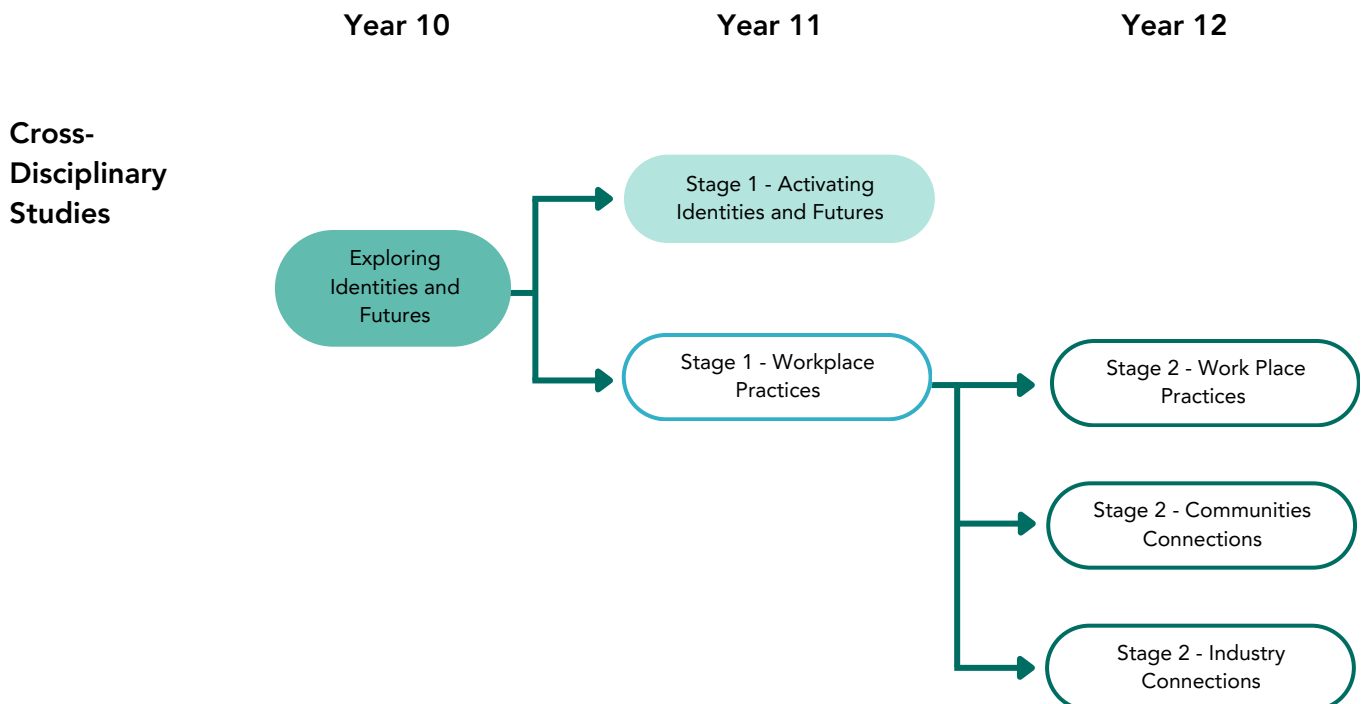 Year 10
Year 11
Year 12
Cross-
Disciplinary
Studies
Exploring
Identities and
Futures
Stage 1 - Activating
Identities and Futures
Stage 1 - Workplace
Practices
Stage 2 - Work Place
Practices
Stage 2 - Communities
Connections
Stage 2 - Industry
Connections